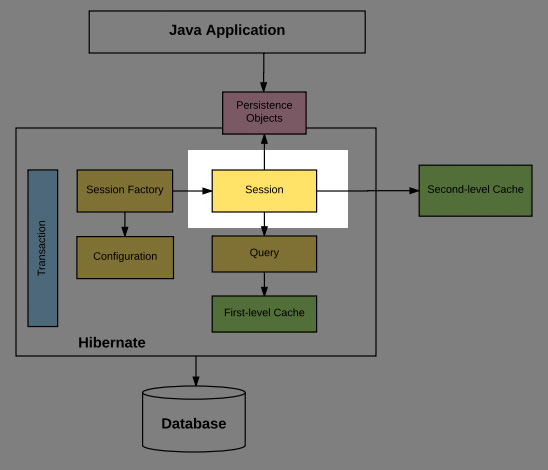 Java Application
Persistence
Objects
Session Factory
Session
Second-level Cache
Transaction
Configuration
Query
First-level Cache
Hibernate
Database